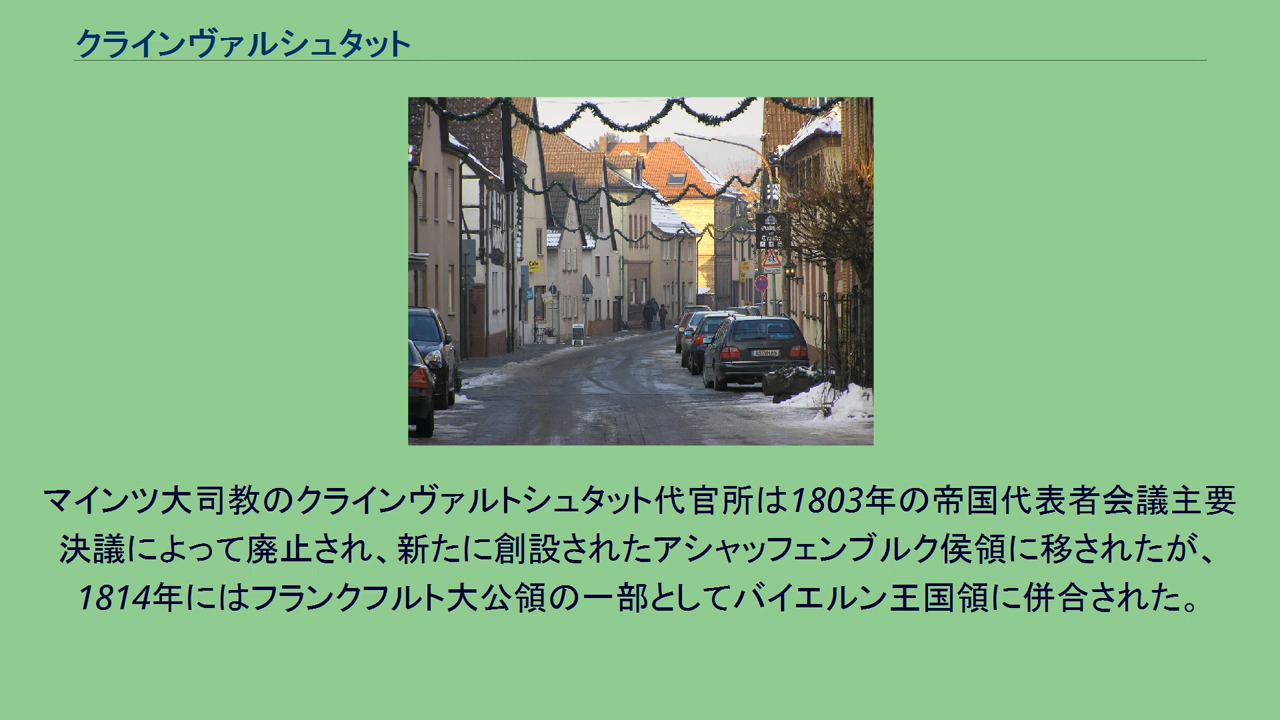 クラインヴァルシュタット
マインツ大司教のクラインヴァルトシュタット代官所は1803年の帝国代表者会議主要
決議によって廃止され、新たに創設されたアシャッフェンブルク侯領に移されたが、
1814年にはフランクフルト大公領の一部としてバイエルン王国領に併合された。